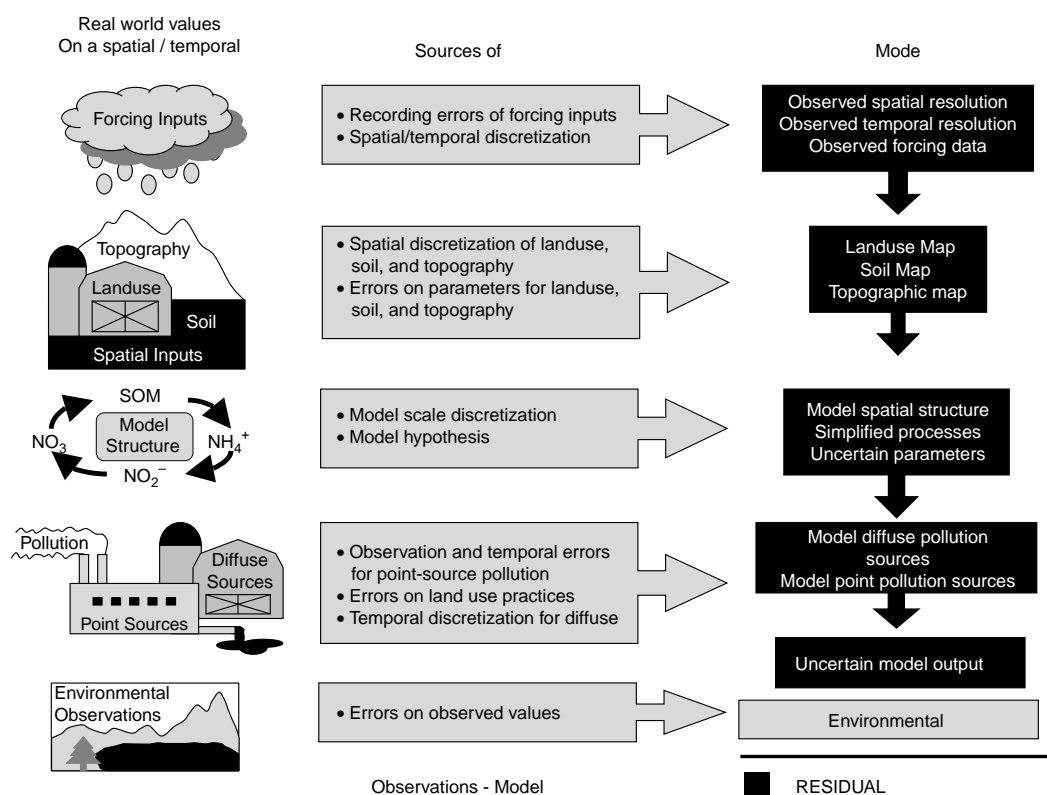 Real world values
On a spatial / temporal
Sources of
Mode
Forcing Inputs
• Recording errors of forcing inputs
• Spatial/temporal discretization
Observed spatial resolution
Observed temporal resolution
Observed forcing data
Topography
Landuse
Soil
Spatial Inputs
• Spatial discretization of landuse,
soil, and topography
• Errors on parameters for landuse,
soil, and topography
Landuse Map
Soil Map
Topographic map
SOM
NO3
Model
Structure
NH4+
NO2−
• Model scale discretization
• Model hypothesis
Model spatial structure
Simplified processes
Uncertain parameters
Pollution
Diffuse
Sources
Point Sources
• Observation and temporal errors
for point-source pollution
• Errors on land use practices
• Temporal discretization for diffuse
Model diffuse pollution
sources
Model point pollution sources
Uncertain model output
Environmental
Observations
• Errors on observed values
Environmental
Observations - Model
RESIDUAL